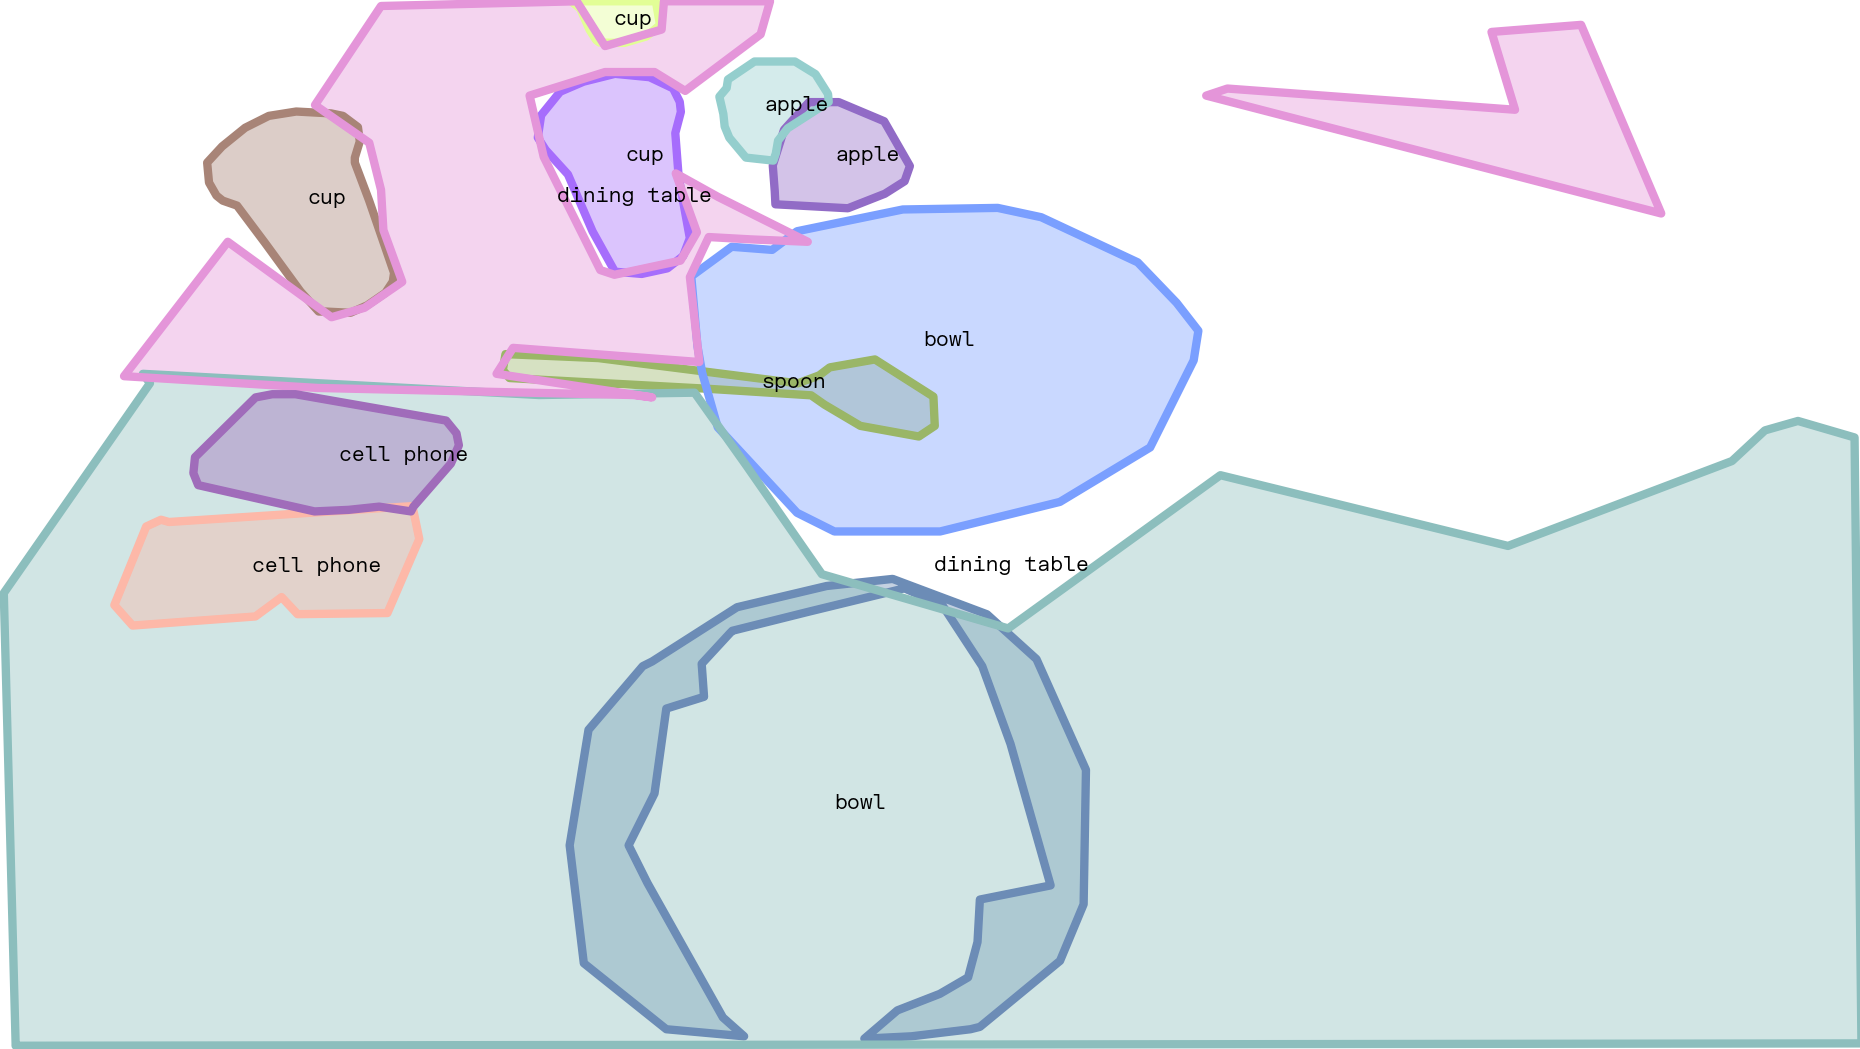 cup
apple
cup
apple
dining table
cup
bowl
spoon
cell phone
dining table
cell phone
bowl